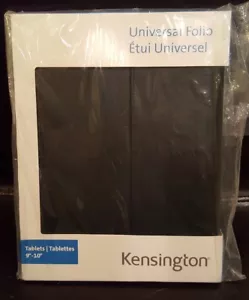 Universal Folio
Étui Universel
Tablets | Tablettes
9"-10"
Kensington®